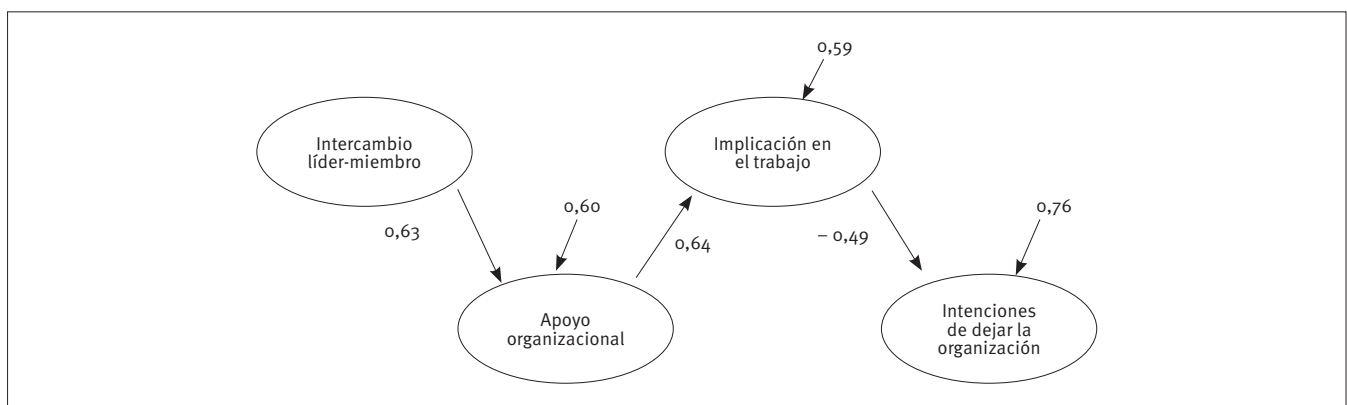 0,59
Intercambio
líder-miembro
Implicación en
el trabajo
0,63
0,60
0,64
– 0,49
0,76
Apoyo
organizacional
Intenciones
de dejar la
organización